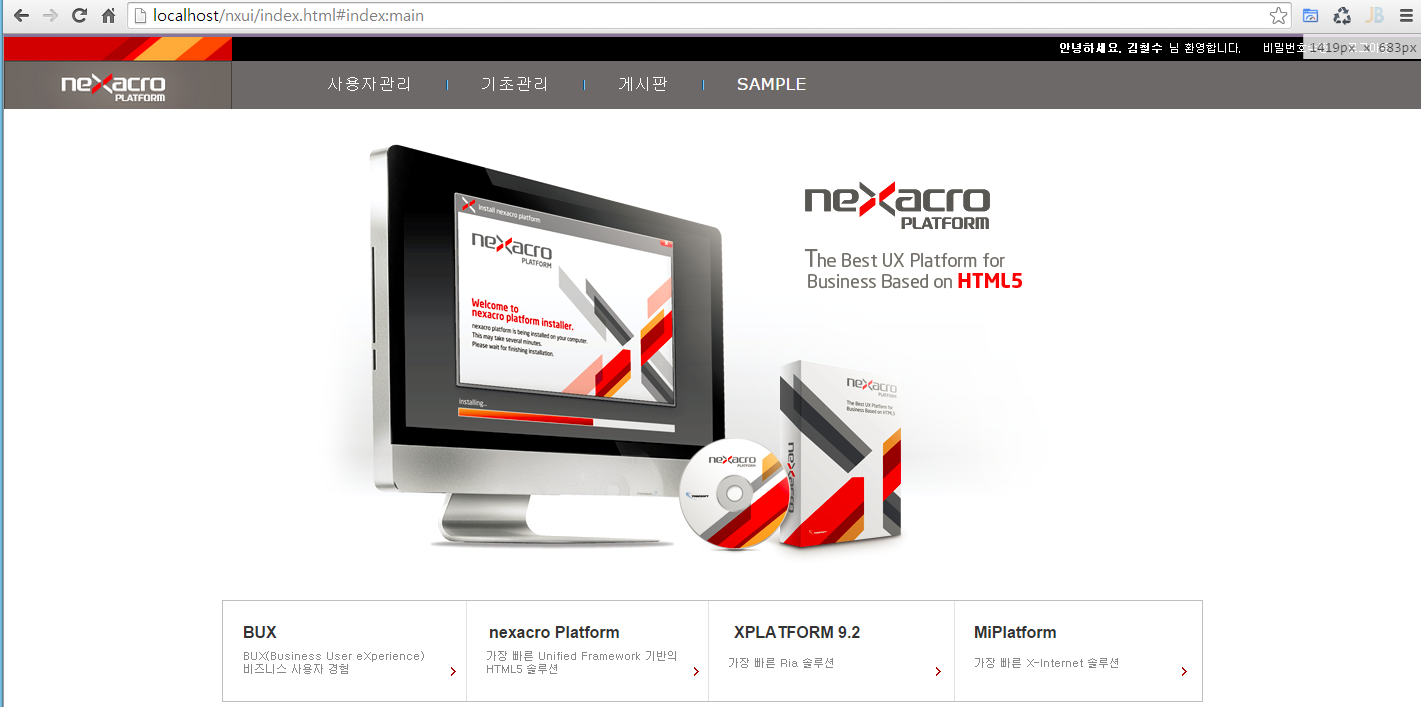 localhost/nxui/index.html#index:main
안녕하세요, 김철수 님 환영합니다.
비밀번호
1419px x 683px
nexacro
PLATFORM
사용자관리
기초관리
게시판
SAMPLE
Install nexacro platform
nexacro
PLATFORM
Welcome to
nexacro platform installer.
nexacro platform is being installed on your computer.
This may take several minutes.
Please wait for finishing installation.
installing...
nexacro
PLATFORM
The Best UX Platform for
Business Based on HTML5
nexacro
PLATFORM
The Best UX Platform for
Business Based on HTML5
nexacro
nexacro
PLATFORM
BUX
BUX(Business User eXperience)
비즈니스 사용자 경험
nexacro Platform
가장 빠른 Unified Framework 기반의
HTML5 솔루션
XPLATFORM 9.2
가장 빠른 Ria 솔루션
MiPlatform
가장 빠른 X-Internet 솔루션